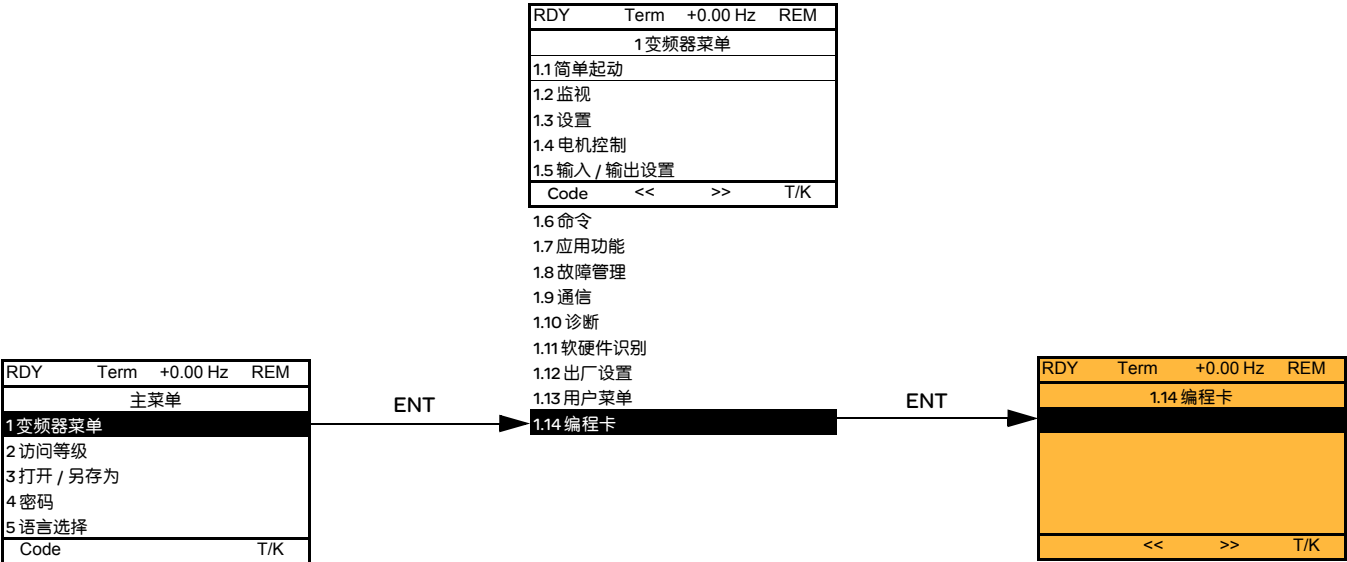 RDY Term +0.00 Hz REM
1 变频器菜单
1.1 简单起动
1.2 监视
1.3 设置
1.4 电机控制
1.5 输入 / 输出设置
Code << >> T/K
1.6 命令
1.7 应用功能
1.8 故障管理
1.9 通信
1.10 诊断
1.11 软硬件识别
1.12 出厂设置
1.13 用户菜单
1.14 编程卡
RDY Term +0.00 Hz REM
主菜单
1 变频器菜单
2 访问等级
3 打开 / 另存为
4 密码
5 语言选择
Code T/K
ENT
ENT
RDY Term +0.00 Hz REM
1.14 编程卡
<< >> T/K